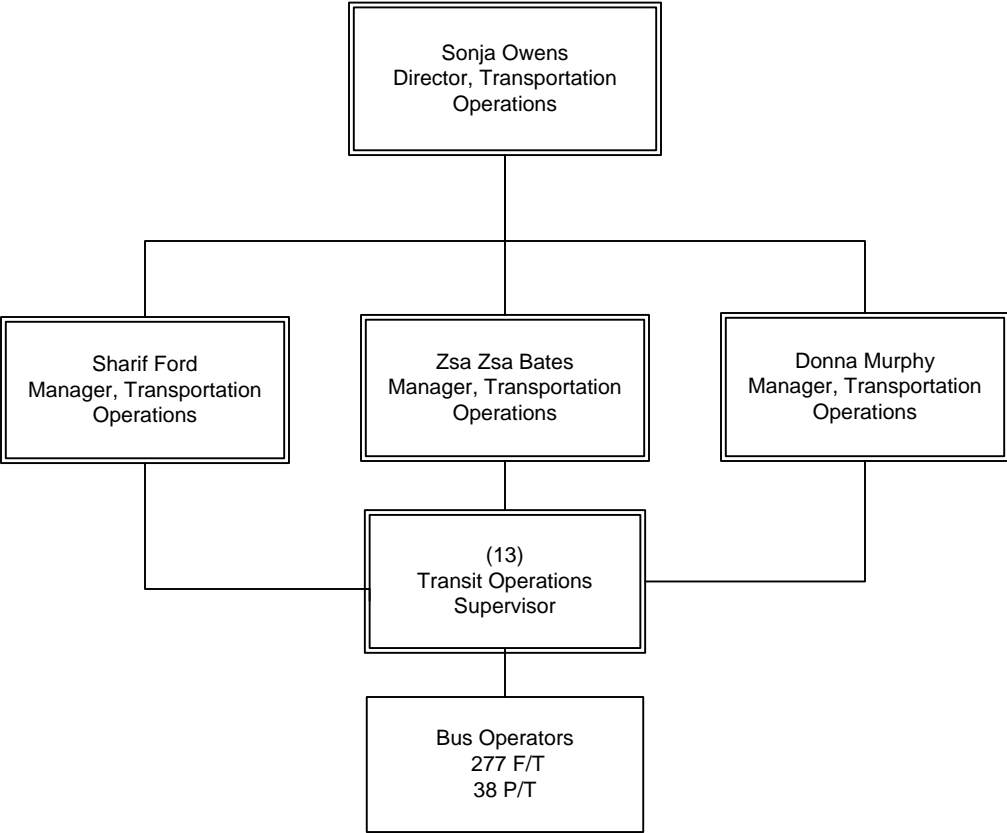 Sonja Owens
Director, Transportation
Operations
Sharif Ford
Manager, Transportation
Operations
Zsa Zsa Bates
Manager, Transportation
Operations
Donna Murphy
Manager, Transportation
Operations
(13)
Transit Operations
Supervisor
Bus Operators
277 F/T
38 P/T